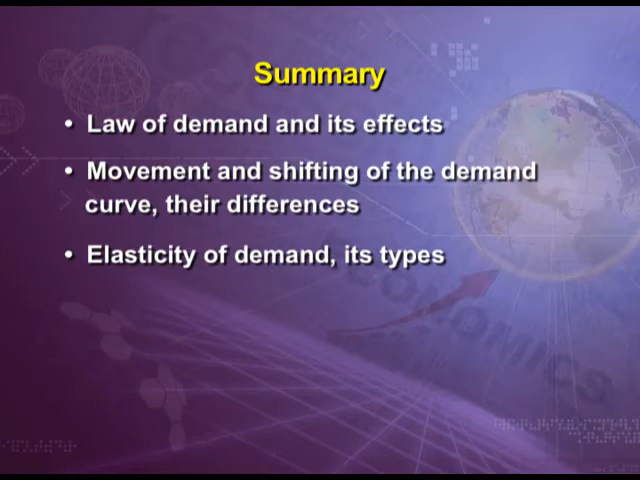 Summary
• Law of demand and its effects
• Movement and shifting of the demand
curve, their differences
• Elasticity of demand, its types
ECONOMICS